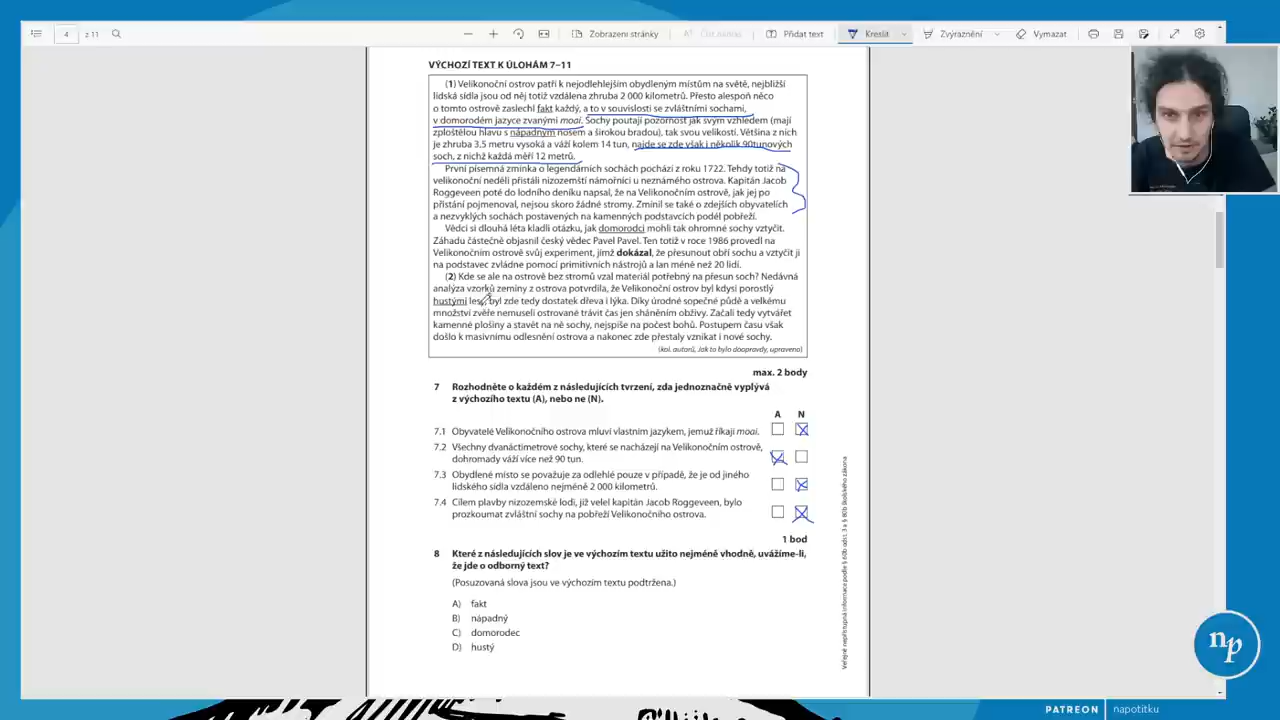 4
z 11
Zobrazení stránky
Číst nahlas
Přidat text
Kreslit
Zvýraznění
Vymazat
VÝCHOZÍ TEXT K ÚLOHÁM 7–11
(1) Velikonoční ostrov patří k nejodlehlejším obydleným místům na světě, nejbližší
lidská sídla jsou od něj totiž vzdálena zhruba 2 000 kilometrů. Přesto alespoň něco
o tomto ostrově zaslechl fakt každý, a to v souvislosti se zvláštními sochami,
v domorodém jazyce zvanými moai. Sochy poutají pozornost jak svým vzhledem (mají
zploštělou hlavu s nápadným nosem a širokou bradou), tak svou velikostí. Většina z nich
je zhruba 3,5 metru vysoká a váží kolem 14 tun, najde se zde však i několik 90tunových
soch, z nichž každá měří 12 metrů.
První písemná zmínka o legendárních sochách pochází z roku 1722. Tehdy totiž na
velikonoční neděli přistáli nizozemští námořníci u neznámého ostrova. Kapitán Jacob
Roggeveen poté do lodního deníku napsal, že na Velikonočním ostrově, jak jej po
přistání pojmenoval, nejsou skoro žádné stromy. Zmínil se také o zdejších obyvatelích
a nezvyklých sochách postavených na kamenných podstavcích podél pobřeží.
Vědci si dlouhá léta kladli otázku, jak domorodci mohli tak ohromné sochy vztyčit.
Záhadu částečně objasnil český vědec Pavel Pavel. Ten totiž v roce 1986 provedl na
Velikonočním ostrově svůj experiment, jímž dokázal, že přesunout obří sochu a vztyčit ji
na podstavec zvládne pomocí primitivních nástrojů a lan méně než 20 lidí.
(2) Kde se ale na ostrově bez stromů vzal materiál potřebný na přesun soch? Nedávná
analýza vzorků zeminy z ostrova potvrdila, že Velikonoční ostrov byl kdysi porostlý
hustými lesy, byl zde tedy dostatek dřeva i lýka. Díky úrodné sopečné půdě a velkému
množství zvěře nemuseli ostrované trávit čas jen sháněním obživy. Začali tedy vytvářet
kamenné plošiny a stavět na ně sochy, nejspíše na počest bohů. Postupem času však
došlo k masivnímu odlesnění ostrova a nakonec zde přestaly vznikat i nové sochy.
(kol. autorů, Jak to bylo doopravdy, upraveno)
max. 2 body
7 Rozhodněte o každém z následujících tvrzení, zda jednoznačně vyplývá
z výchozího textu (A), nebo ne (N).
A N
7.1 Obyvatelé Velikonočního ostrova mluví vlastním jazykem, jemuž říkají moai.
7.2 Všechny dvanáctimetrové sochy, které se nacházejí na Velikonočním ostrově,
dohromady váží více než 90 tun.
7.3 Obydlené místo se považuje za odlehlé pouze v případě, že je od jiného
lidského sídla vzdáleno nejméně 2 000 kilometrů.
7.4 Cílem plavby nizozemské lodi, jíž velel kapitán Jacob Roggeveen, bylo
prozkoumat zvláštní sochy na pobřeží Velikonočního ostrova.
1 bod
8 Které z následujících slov je ve výchozím textu užito nejméně vhodně, uvážíme-li,
že jde o odborný text?
(Posuzovaná slova jsou ve výchozím textu podtržena.)
A) fakt
B) nápadný
C) domorodec
D) hustý
Veřejně nepřístupná informace podle § 60b odst. 3 a § 80b školského zákona
np
PATREON
napotitku